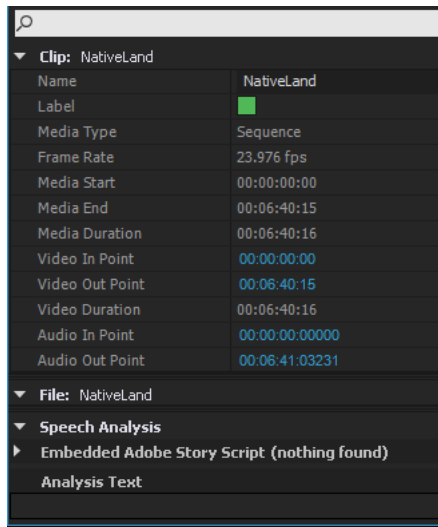 Clip: NativeLand
Name NativeLand
Label
Media Type Sequence
Frame Rate 23.976 fps
Media Start 00:00:00:00
Media End 00:06:40:15
Media Duration 00:06:40:16
Video In Point 00:00:00:00
Video Out Point 00:06:40:15
Video Duration 00:06:40:16
Audio In Point 00:00:00:00000
Audio Out Point 00:06:41:03231
File: NativeLand
Speech Analysis
Embedded Adobe Story Script (nothing found)
Analysis Text